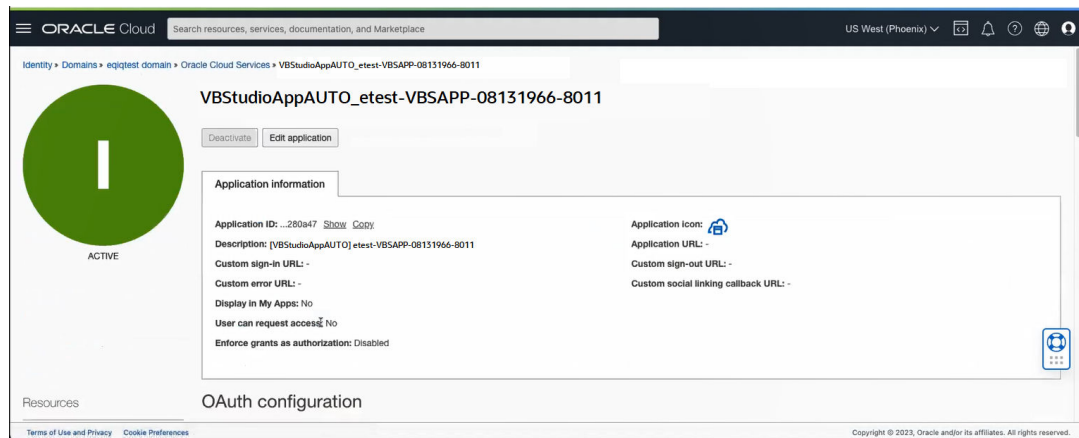 ORACLE Cloud
Search resources, services, documentation, and Marketplace
US West (Phoenix)
Identity » Domains » eqiqtest domain » Oracle Cloud Services » VBStudioAppAUTO_etest-VBSAPP-08131966-8011
I
ACTIVE
VBStudioAppAUTO_etest-VBSAPP-08131966-8011
Deactivate Edit application
Application information
Application ID: ...280a47 Show Copy
Description: [VBStudioAppAUTO] etest-VBSAPP-08131966-8011
Custom sign-in URL: -
Custom error URL: -
Display in My Apps: No
User can request access: No
Enforce grants as authorization: Disabled
Application icon:
Application URL: -
Custom sign-out URL: -
Custom social linking callback URL: -
Resources
OAuth configuration
Terms of Use and Privacy Cookie Preferences
Copyright © 2023, Oracle and/or its affiliates. All rights reserved.